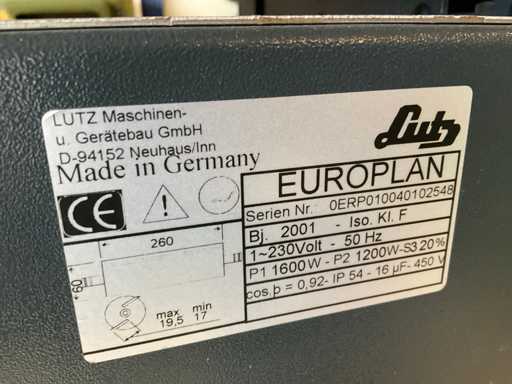 LUTZ Maschinen-
u. Gerätebau GmbH
D-94152 Neuhaus/Inn
Made in Germany
Lutz
CE
260
60
max min
19,5 17
EUROPLAN
Serien Nr: 0ERP010040102548
Bj. 2001 - Iso. Kl. F
1~230Volt - 50 Hz
P1 1600W - P2 1200W-S3 20%
cos.þ = 0,92- IP 54 - 16 µF- 450 V